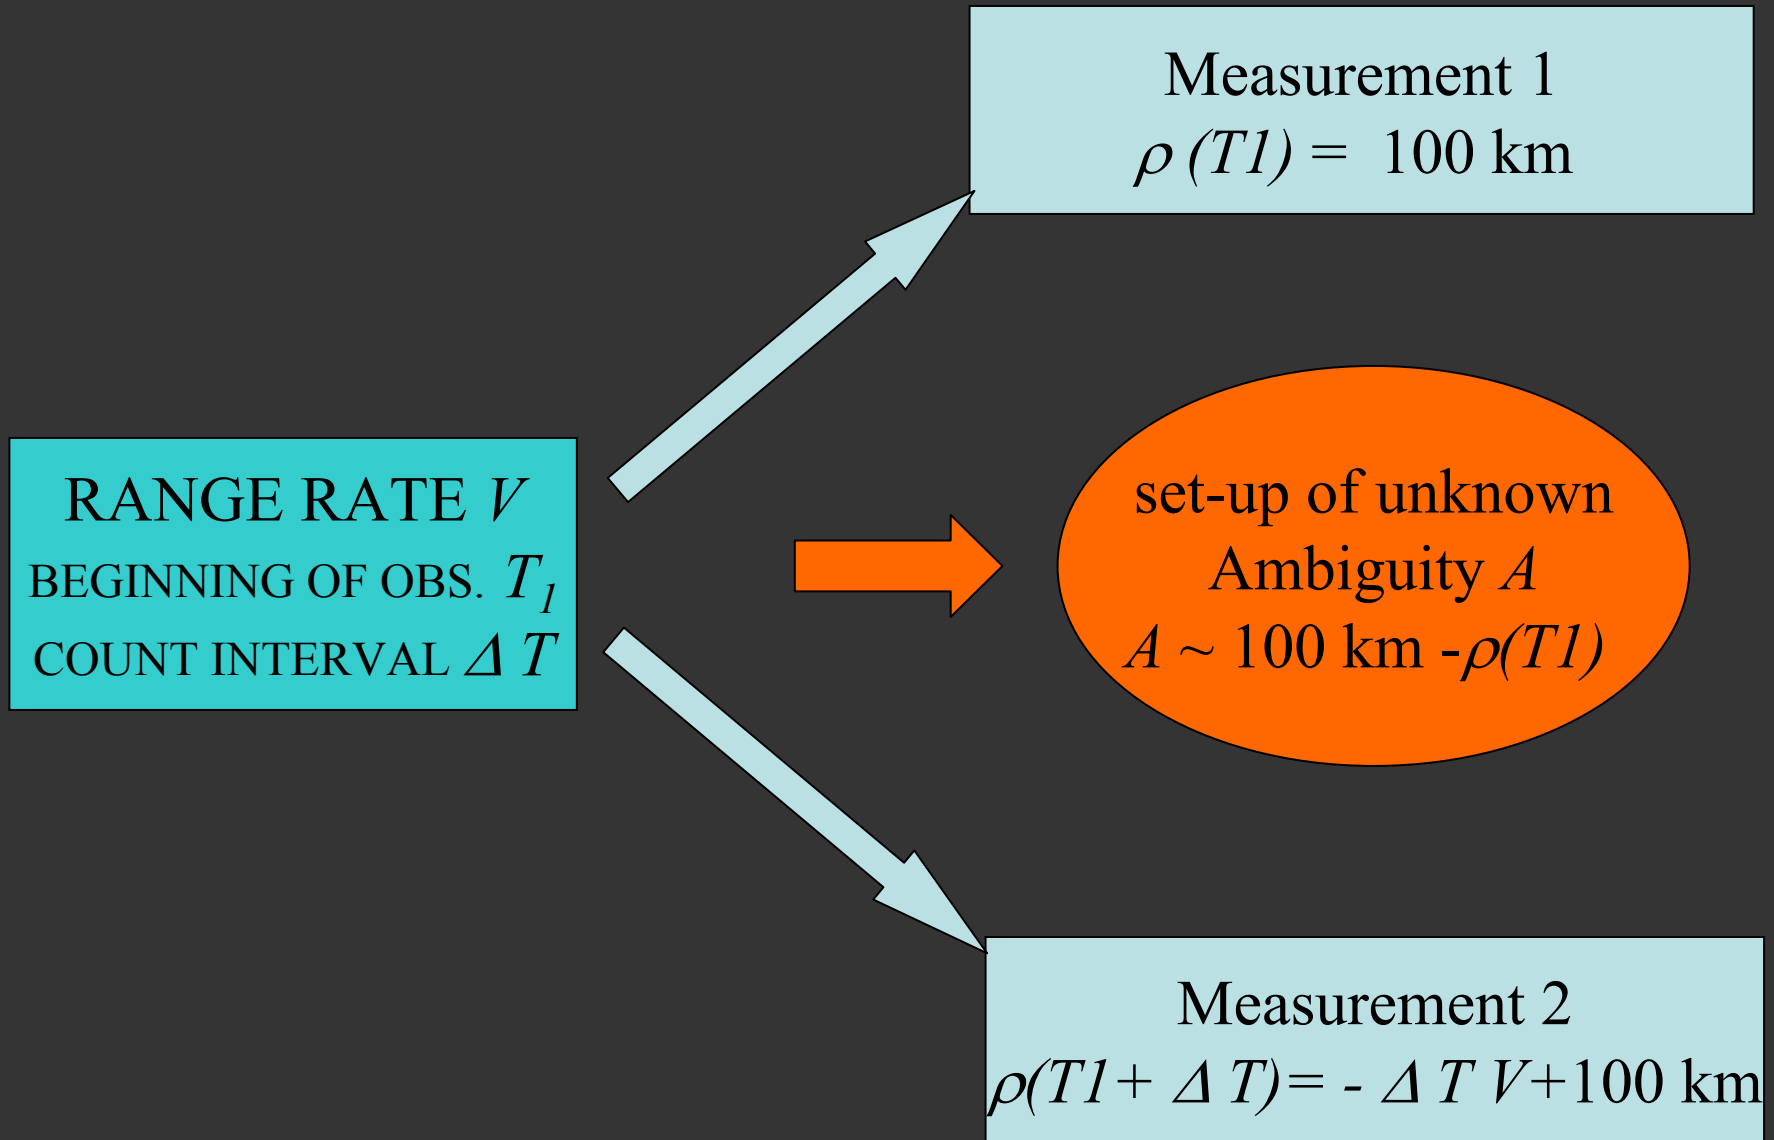 Measurement 1
ρ (T1) = 100 km
RANGE RATE V
BEGINNING OF OBS. T1
COUNT INTERVAL Δ T
set-up of unknown
Ambiguity A
A ~ 100 km -ρ(T1)
Measurement 2
ρ(T1+ Δ T)= - Δ T V+100 km